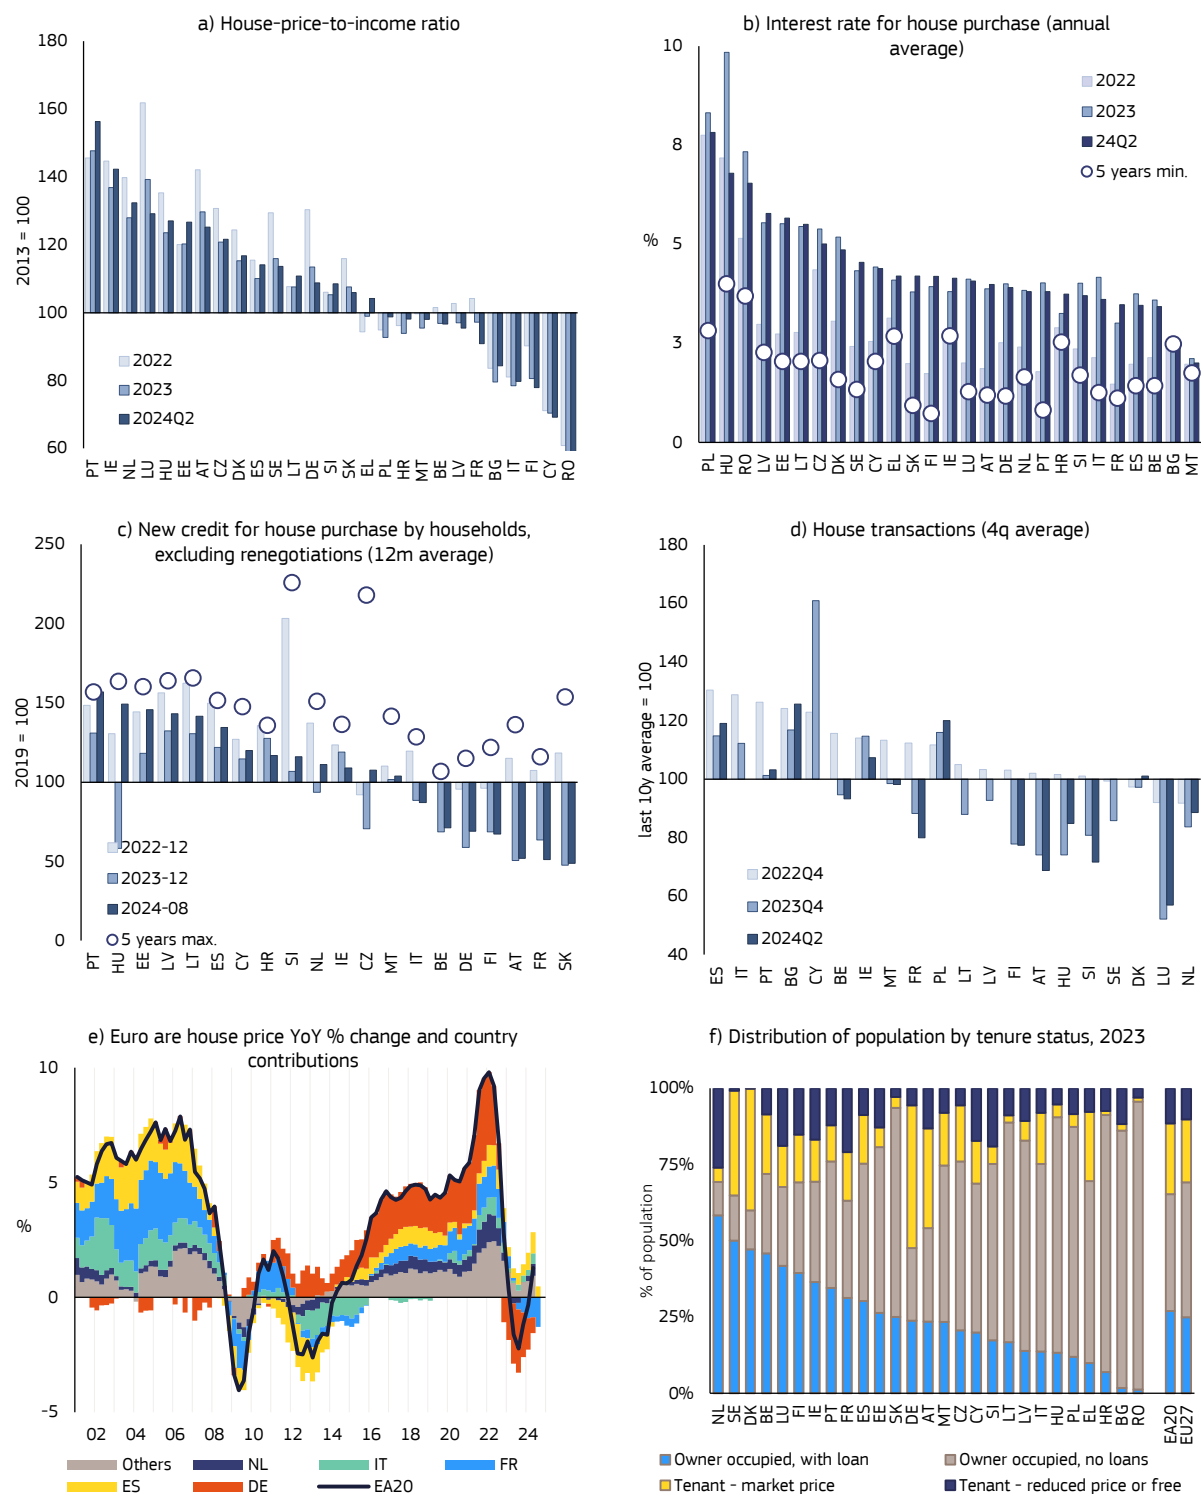 a) House-price-to-income ratio
180
160
140
120
100
80
60
2013 = 100
2022
2023
2024Q2
PT IE NL LU HU EE AT CZ DK ES SE LT DE SI SK EL PL HR MT BE LV FR BG IT FI CY RO
b) Interest rate for house purchase (annual
average)
10
8
5
3
0
%
2022
2023
24Q2
5 years min.
PL HU RO LV EE LT CZ DK SE CY EL SK FI IE LU AT DE NL PT HR SI IT FR ES BE BG MT
c) New credit for house purchase by households,
excluding renegotiations (12m average)
250
200
150
100
50
0
2019 = 100
2022-12
2023-12
2024-08
5 years max.
PT HU EE LV LT ES CY HR SI NL IE CZ MT IT BE DE FI AT FR SK
d) House transactions (4q average)
180
160
140
120
100
80
60
40
last 10y average = 100
2022Q4
2023Q4
2024Q2
ES IT PT BG CY BE IE MT FR PL LT LV FI AT HU SI SE DK LU NL
e) Euro are house price YoY % change and country
contributions
10
5
0
-5
%
02 04 06 08 10 12 14 16 18 20 22 24
Others NL IT FR
ES DE EA20
f) Distribution of population by tenure status, 2023
100%
75%
50%
25%
0%
% of population
NL SE DK BE LU FI IE PT FR ES EE SK DE AT MT CZ CY SI LT LV IT HU PL EL HR BG RO EA20 EU27
Owner occupied, with loan Owner occupied, no loans
Tenant - market price Tenant - reduced price or free